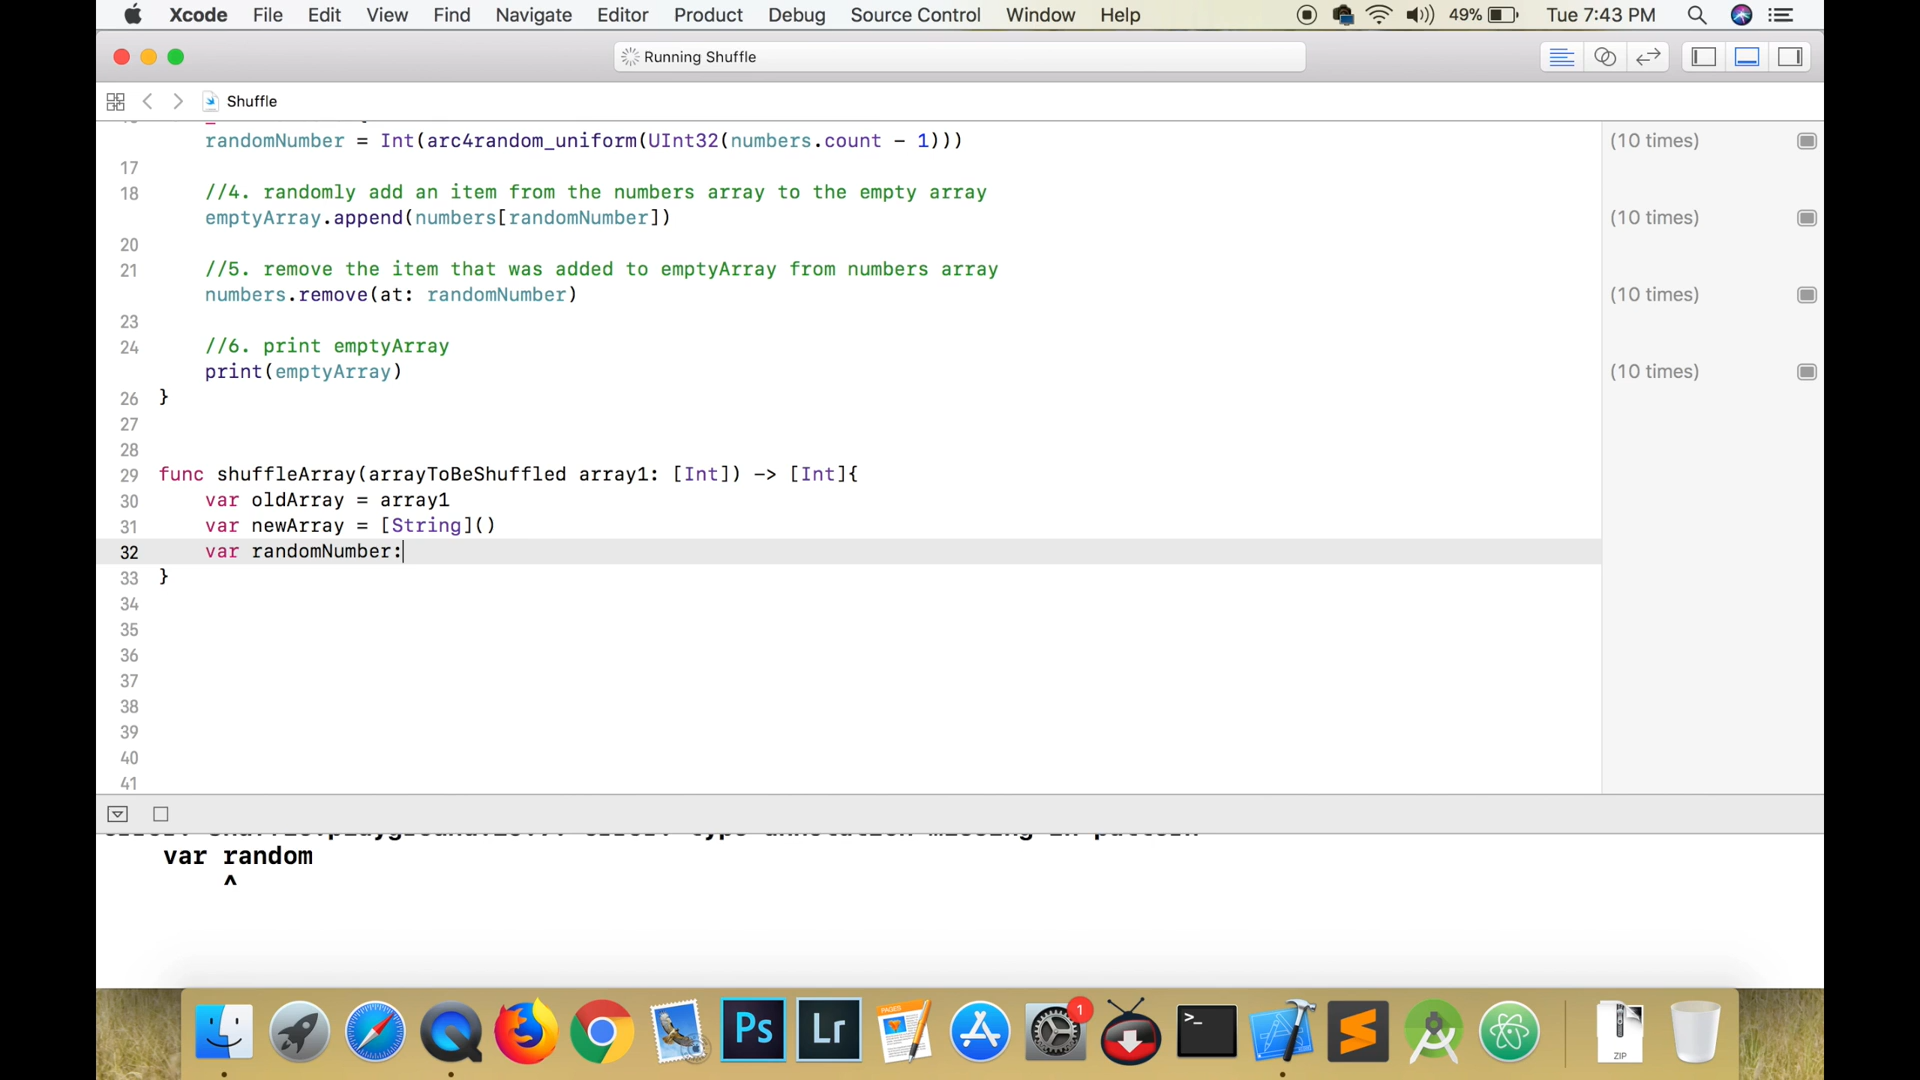 Xcode File Edit View Find Navigate Editor Product Debug Source Control Window Help 49% Tue 7:43 PM
Running Shuffle
Shuffle
randomNumber = Int(arc4random_uniform(UInt32(numbers.count - 1))) (10 times)
17
18 //4. randomly add an item from the numbers array to the empty array
emptyArray.append(numbers[randomNumber]) (10 times)
20
21 //5. remove the item that was added to emptyArray from numbers array
numbers.remove(at: randomNumber) (10 times)
23
24 //6. print emptyArray
print(emptyArray) (10 times)
26 }
27
28
29 func shuffleArray(arrayToBeShuffled array1: [Int]) -> [Int]{
30 var oldArray = array1
31 var newArray = [String]()
32 var randomNumber:
33 }
34
35
36
37
38
39
40
41
var random
^
Ps Lr PAGES 1 >_ ZIP